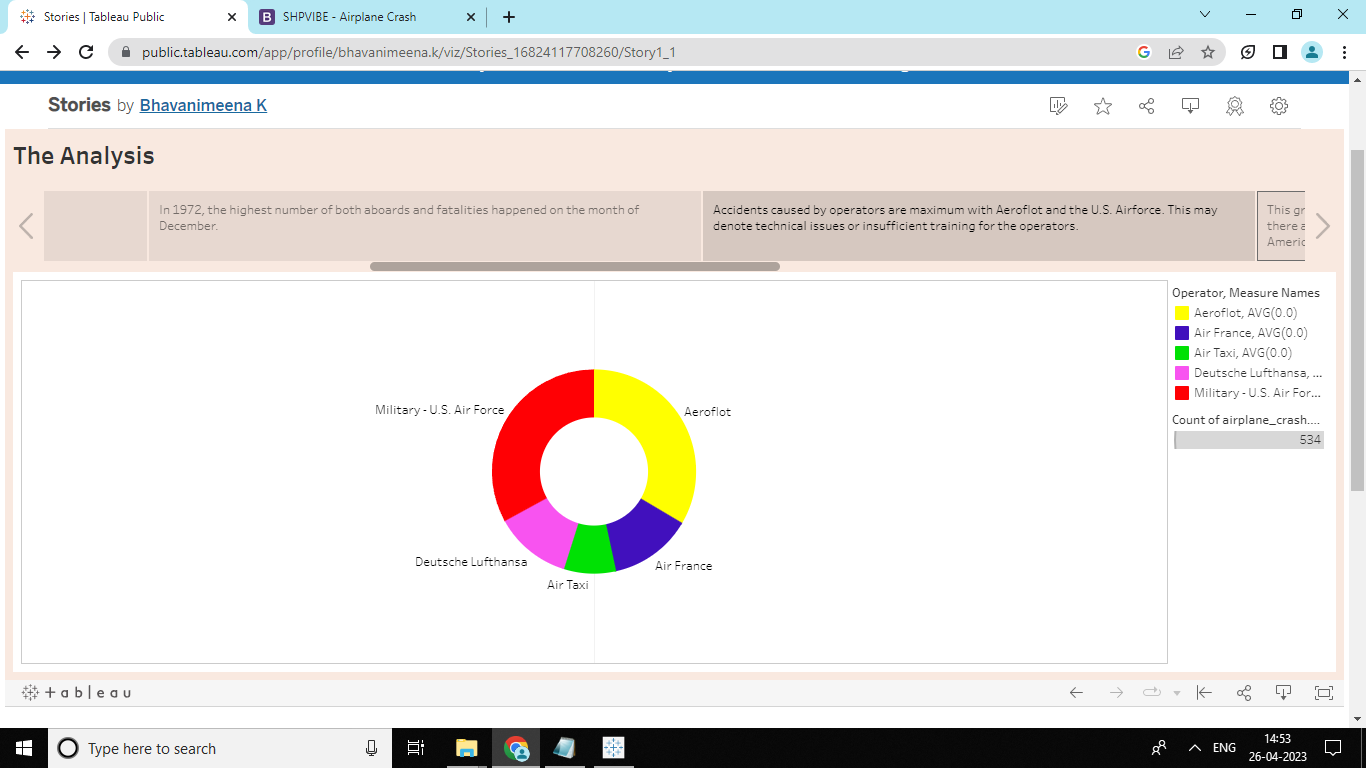 Stories | Tableau Public
SHPVIBE - Airplane Crash
public.tableau.com/app/profile/bhavanimeena.k/viz/Stories_16824117708260/Story1_1
Stories by Bhavanimeena K
The Analysis
In 1972, the highest number of both aboards and fatalities happened on the month of
December.
Accidents caused by operators are maximum with Aeroflot and the U.S. Airforce. This may
denote technical issues or insufficient training for the operators.
This gr
there a
Americ
Operator, Measure Names
Aeroflot, AVG(0.0)
Air France, AVG(0.0)
Air Taxi, AVG(0.0)
Deutsche Lufthansa, ...
Military - U.S. Air For...
Count of airplane_crash....
534
Military - U.S. Air Force
Aeroflot
Deutsche Lufthansa
Air France
Air Taxi
+ a b l e a u
Type here to search
ENG
14:53
26-04-2023